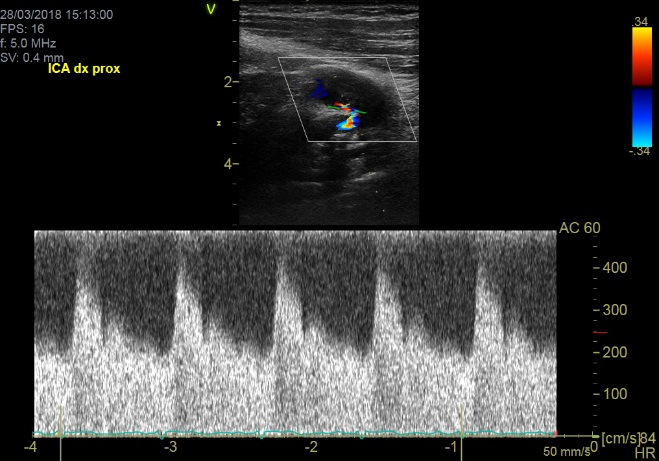 28/03/2018 15:13:00
FPS: 16
f: 5.0 MHz
SV: 0.4 mm
ICA dx prox
V
2
4
.34
-.34
AC 60
400
300
200
100
[cm/s]84
-4
-3
-2
-1
0
50 mm/s
HR